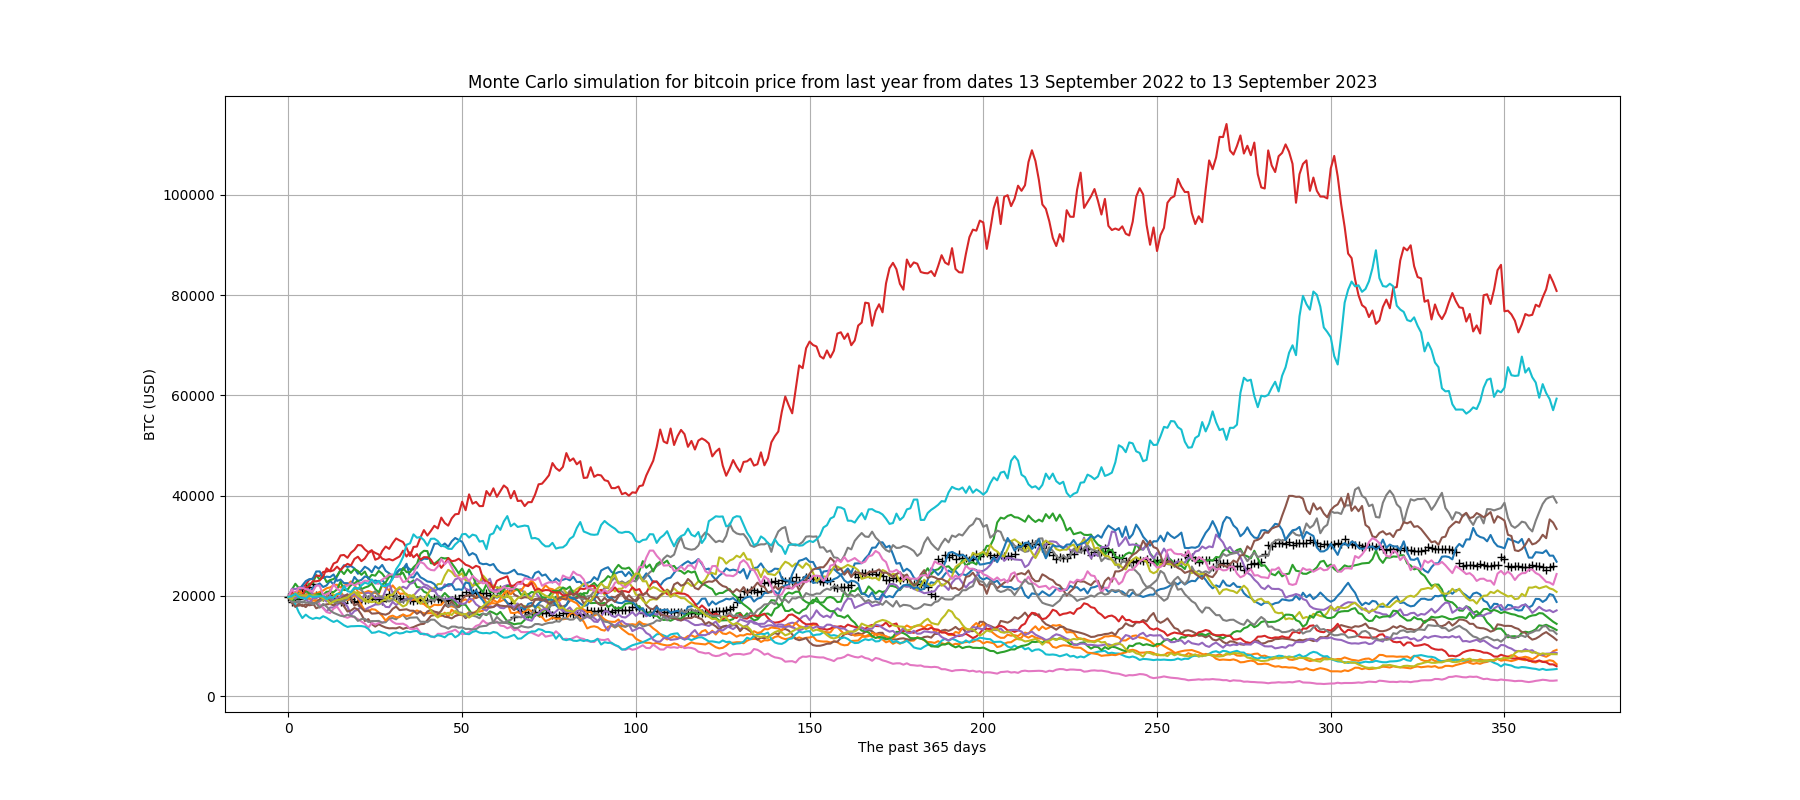 Monte Carlo simulation for bitcoin price from last year from dates 13 September 2022 to 13 September 2023
BTC (USD)
100000
80000
60000
40000
20000
0
0 50 100 150 200 250 300 350
The past 365 days